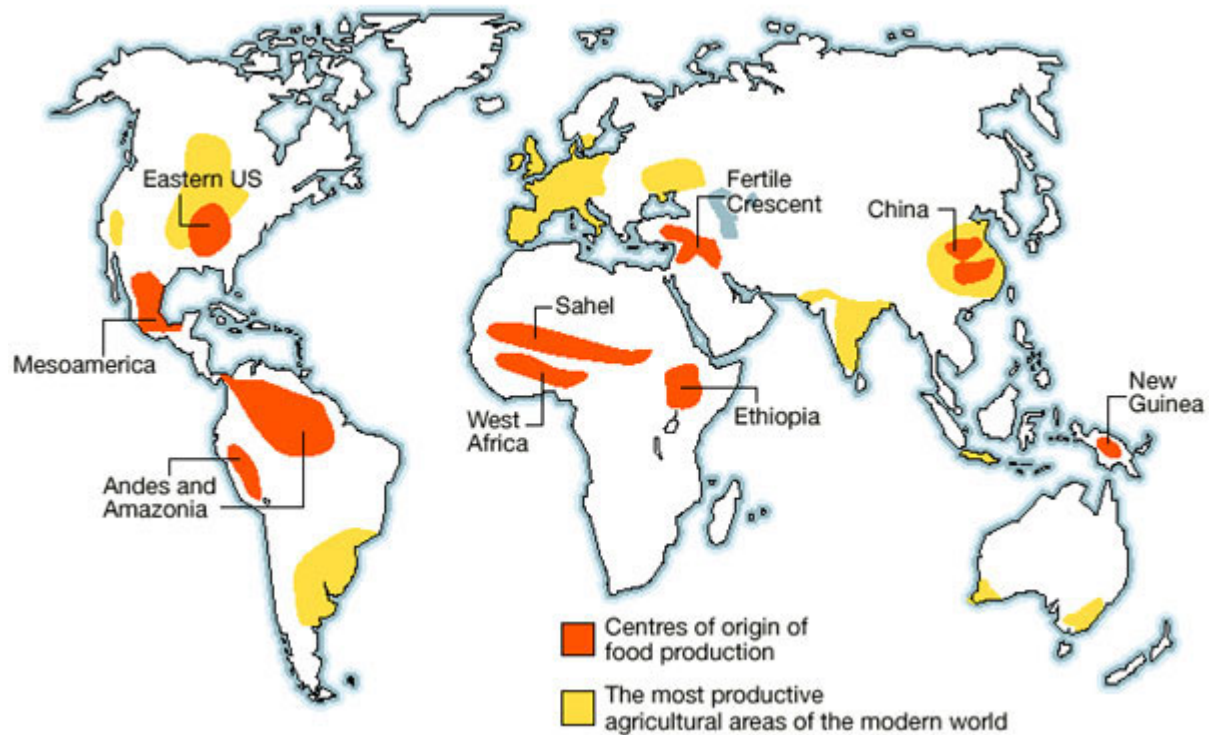 Eastern US
Fertile
Crescent
China
Mesoamerica
Sahel
West
Africa
Ethiopia
New
Guinea
Andes and
Amazonia
Centres of origin of
food production
The most productive
agricultural areas of the modern world